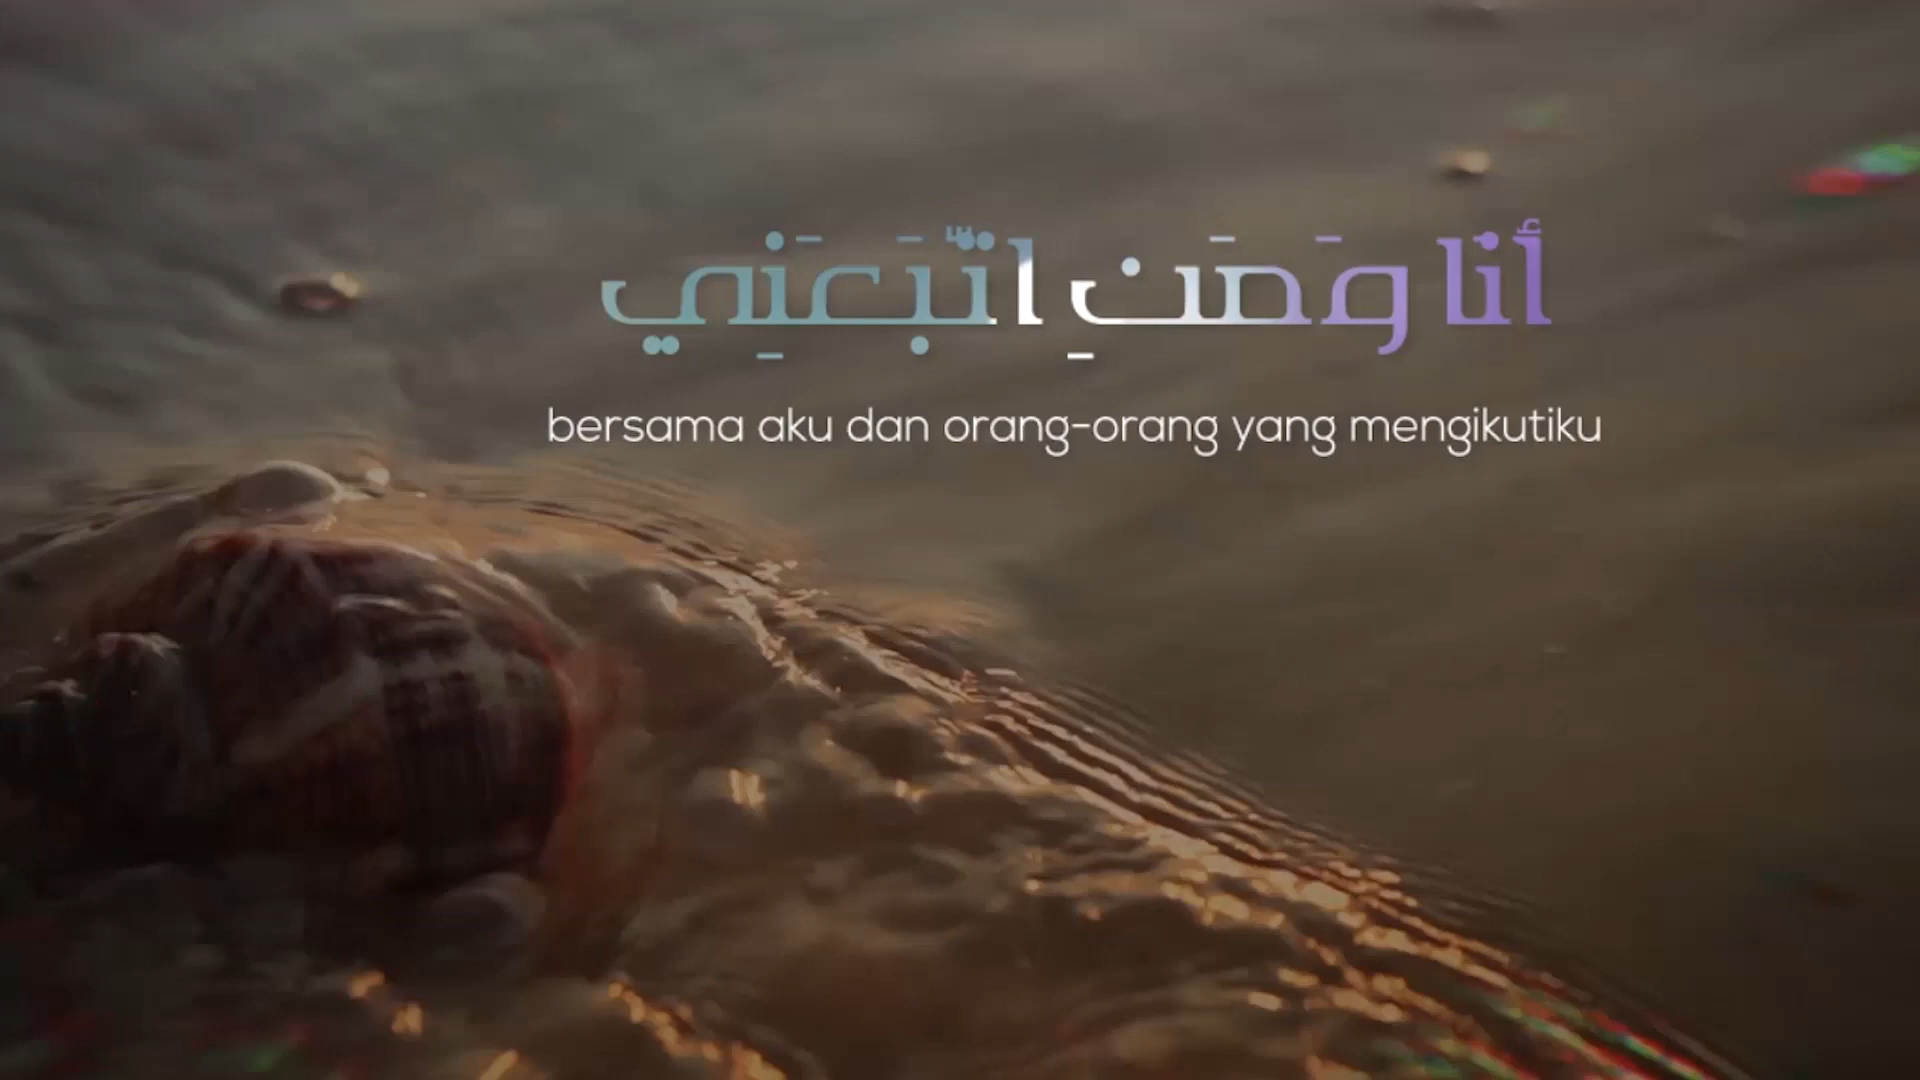 أنا وَمَنِ اتَّبَعَنِي
bersama aku dan orang-orang yang mengikutiku